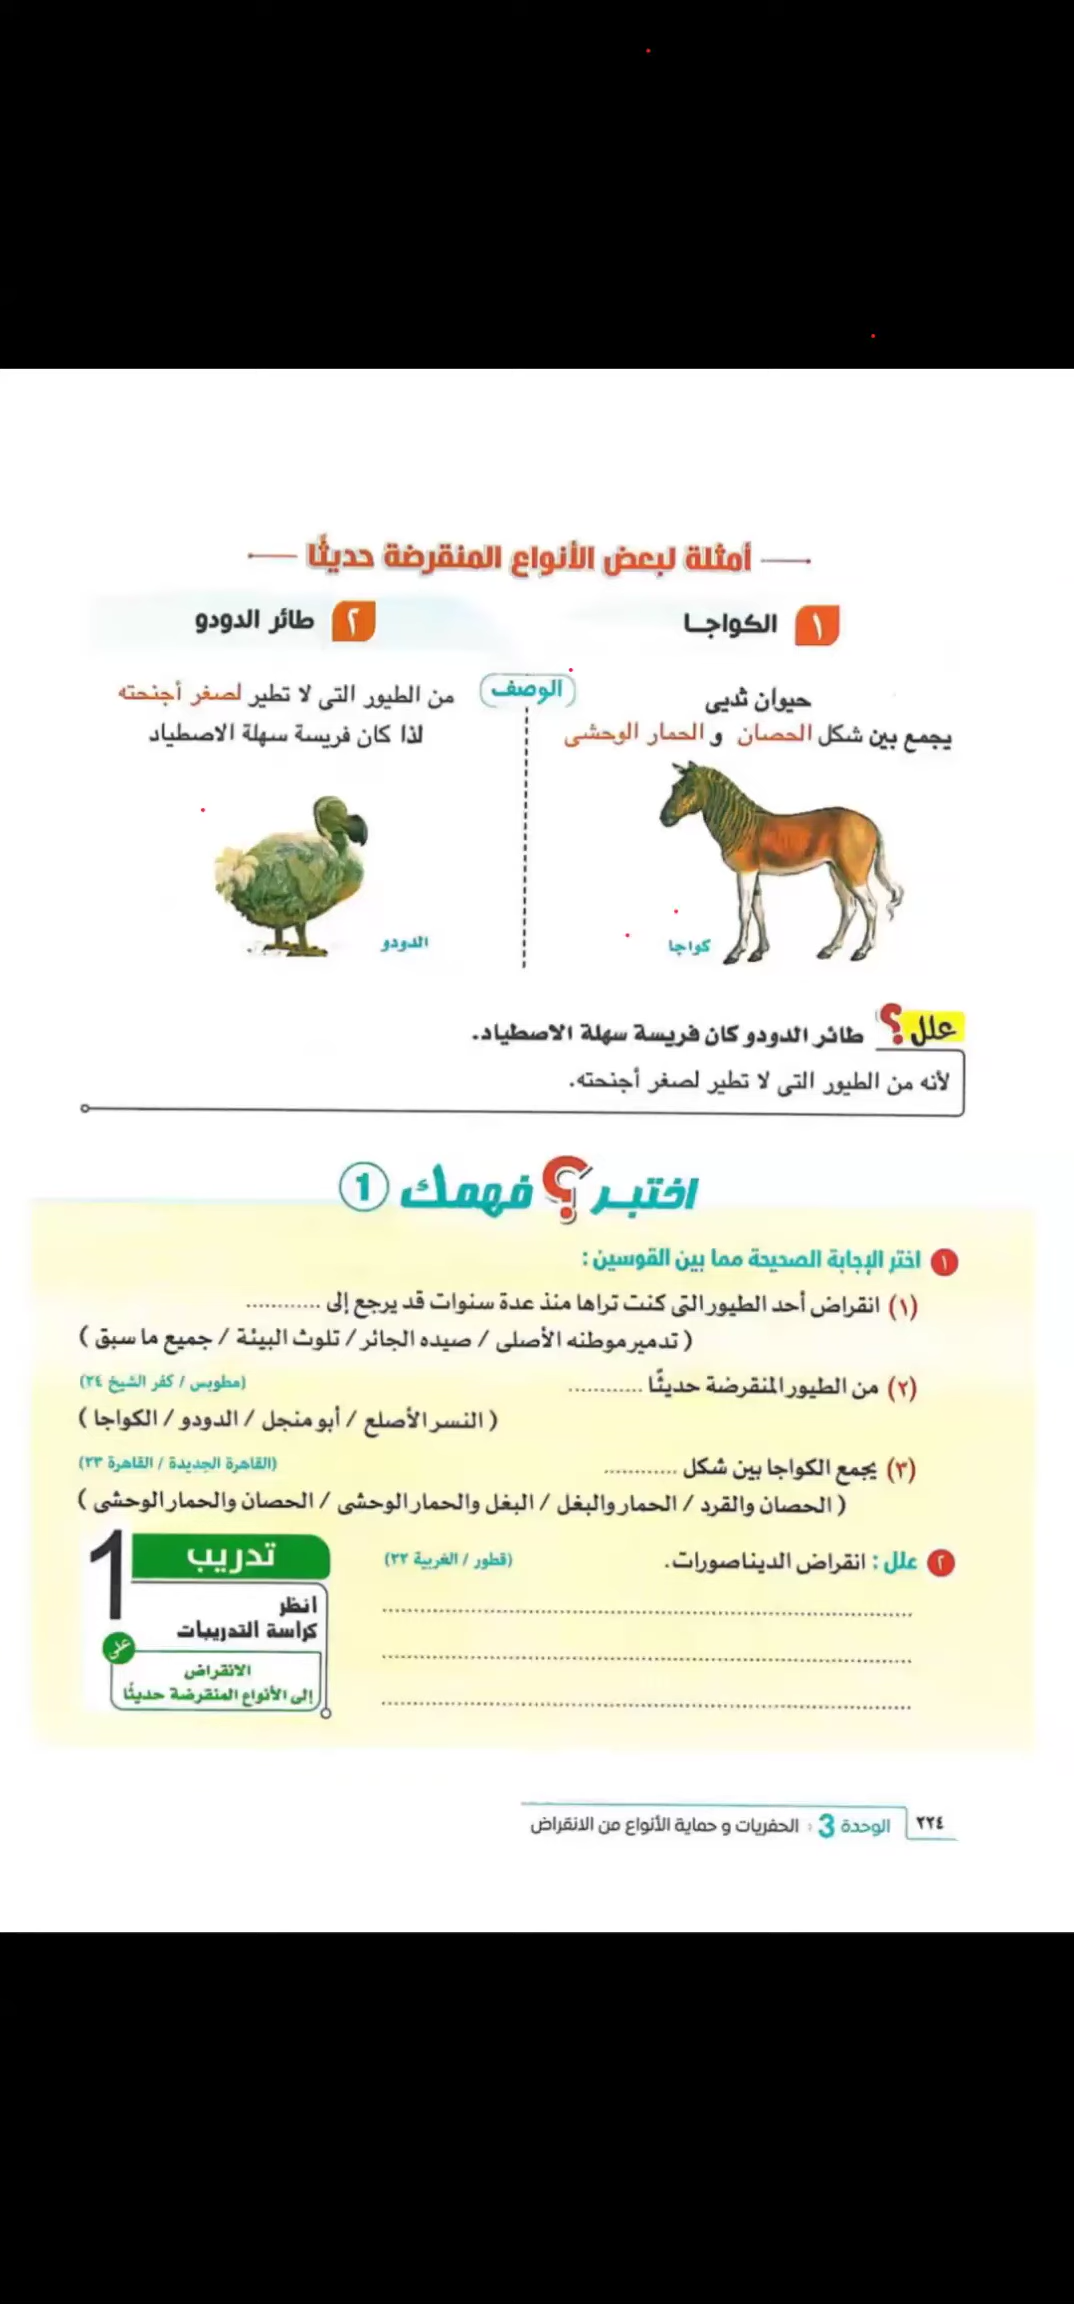 أمثلة لبعض الأنواع المنقرضة حديثًا
١ الكواجـا
٢ طائر الدودو
الوصف
حيوان ثديى
يجمع بين شكل الحصان و الحمار الوحشى
من الطيور التى لا تطير لصغر أجنحته
لذا كان فريسة سهلة الاصطياد
كواجا
الدودو
علل ؟ طائر الدودو كان فريسة سهلة الاصطياد.
لأنه من الطيور التى لا تطير لصغر أجنحته.
اختبـر ؟ فهمك 1
١ اختر الإجابة الصحيحة مما بين القوسين :
(١) انقراض أحد الطيور التى كنت تراها منذ عدة سنوات قد يرجع إلى ............
( تدمير موطنه الأصلى / صيده الجائر / تلوث البيئة / جميع ما سبق )
(٢) من الطيور المنقرضة حديثًا ............ (مطوبس / كفر الشيخ ٢٤)
( النسر الأصلع / أبو منجل / الدودو / الكواجا )
(٣) يجمع الكواجا بين شكل ............ (القاهرة الجديدة / القاهرة ٢٣)
( الحصان والقرد / الحمار والبغل / البغل والحمار الوحشى / الحصان والحمار الوحشى )
٢ علل : انقراض الديناصورات. (قطور / الغربية ٢٢)
تدريب 1
انظر
كراسة التدريبات
على
الانقراض
إلى الأنواع المنقرضة حديثًا
٢٢٤ الوحدة 3 : الحفريات و حماية الأنواع من الانقراض